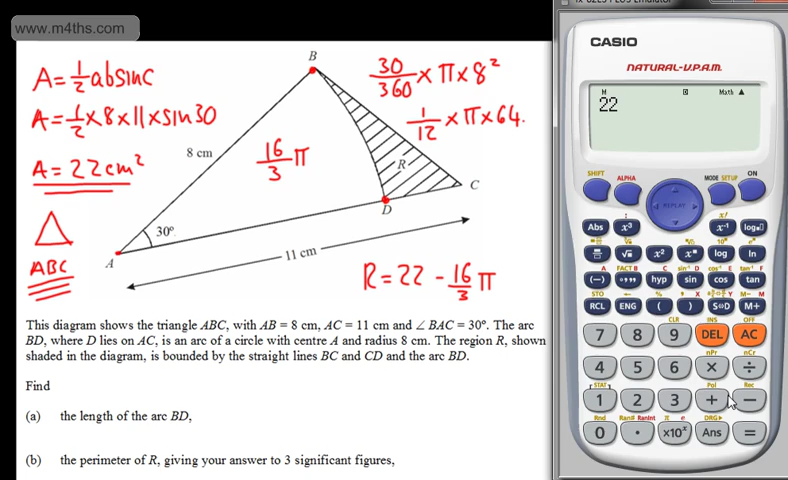 www.m4ths.com
A = ½ab sin C
A = ½ × 8 × 11 × sin 30
A = 22cm²
△
ABC
B
30/360 × π × 8²
1/12 × π × 64.
8 cm
16/3 π
R
C
D
30°
A
11 cm
R = 22 - 16/3 π
This diagram shows the triangle ABC, with AB = 8 cm, AC = 11 cm and ∠ BAC = 30°. The arc
BD, where D lies on AC, is an arc of a circle with centre A and radius 8 cm. The region R, shown
shaded in the diagram, is bounded by the straight lines BC and CD and the arc BD.
Find
(a) the length of the arc BD,
(b) the perimeter of R, giving your answer to 3 significant figures,
CASIO
NATURAL-V.P.A.M.
M D Math ▲
22
SHIFT ALPHA REPLAY MODE SETUP ON
Abs x³ x⁻¹ log
x!
√ x² log ln
(−) hyp sin cos tan
RCL ENG ( ) S⇔D M+
7 8 9 DEL AC
4 5 6 × ÷
1 2 3 + −
0 . ×10ˣ Ans =